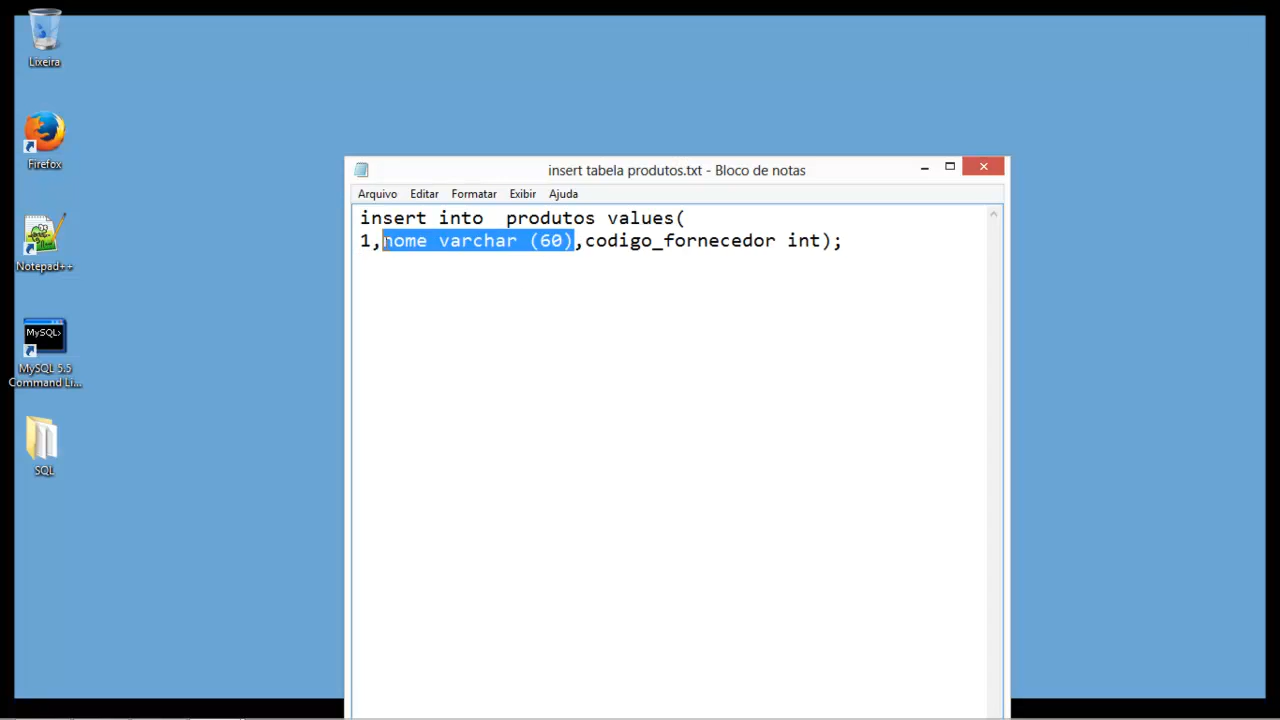 Lixeira
Firefox
Notepad++
MySQL>
MySQL 5.5
Command Li...
SQL
insert tabela produtos.txt - Bloco de notas
Arquivo Editar Formatar Exibir Ajuda
insert into  produtos values(
1,nome varchar (60),codigo_fornecedor int);